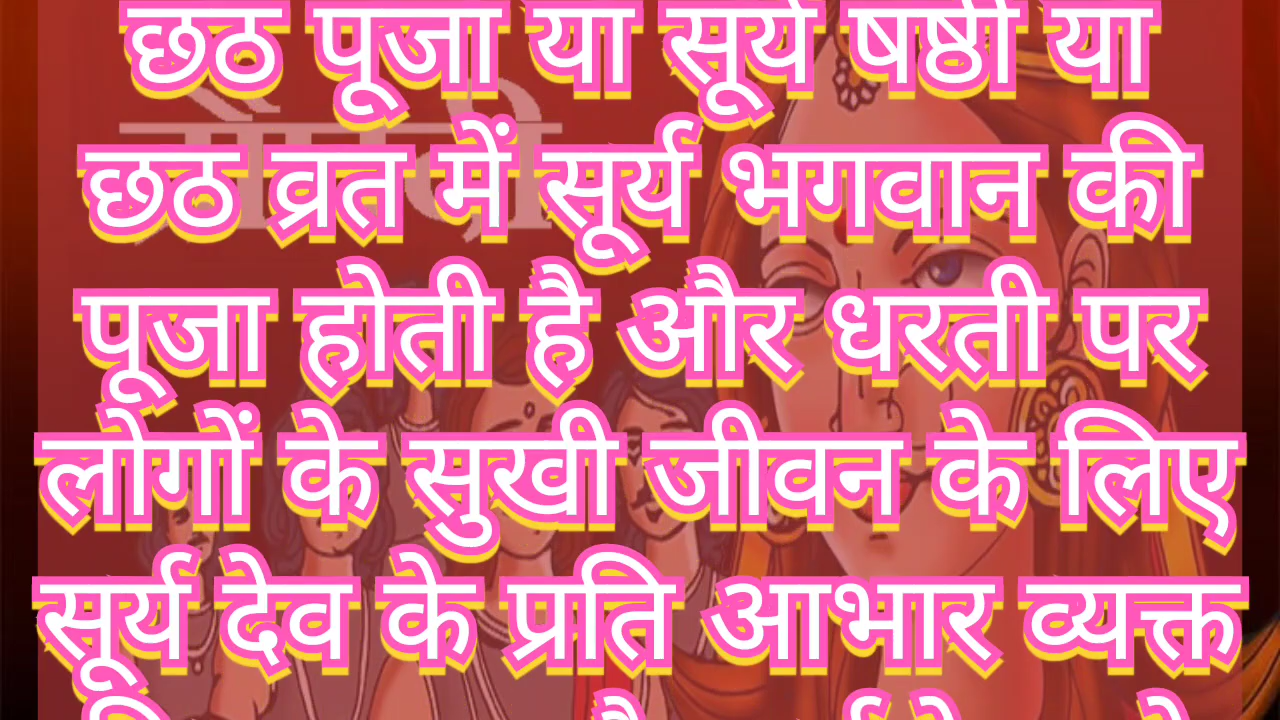 छठ पूजा या सूर्य षष्ठी या
छठ व्रत में सूर्य भगवान की
पूजा होती है और धरती पर
लोगों के सुखी जीवन के लिए
सूर्य देव के प्रति आभार व्यक्त